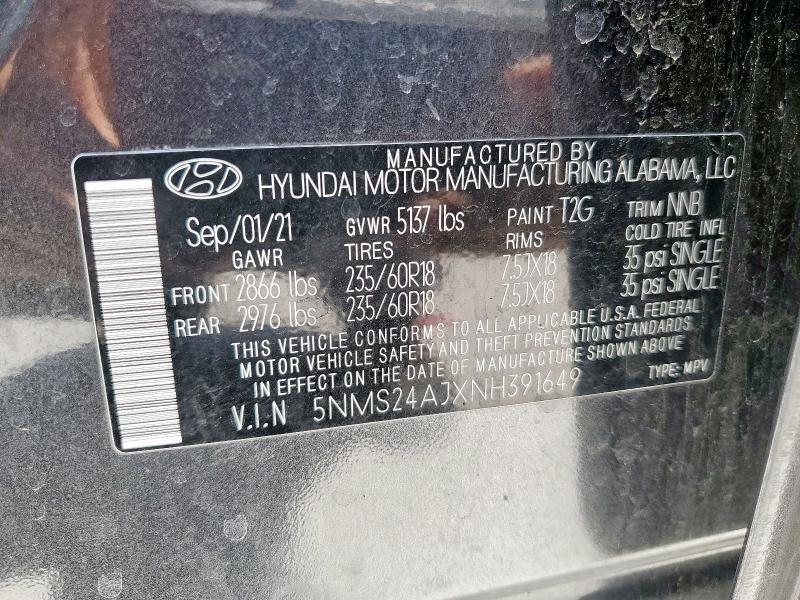 MANUFACTURED BY
HYUNDAI MOTOR MANUFACTURING ALABAMA, LLC
Sep/01/21 GVWR 5137 lbs PAINT T2G TRIM NNB
GAWR TIRES RIMS COLD TIRE INFL
FRONT 2866 lbs 235/60R18 7.5JX18 35 psi SINGLE
REAR 2976 lbs 235/60R18 7.5JX18 35 psi SINGLE
THIS VEHICLE CONFORMS TO ALL APPLICABLE U.S.A. FEDERAL
MOTOR VEHICLE SAFETY AND THEFT PREVENTION STANDARDS
IN EFFECT ON THE DATE OF MANUFACTURE SHOWN ABOVE
V.I.N 5NMS24AJXNH391649 TYPE: MPV